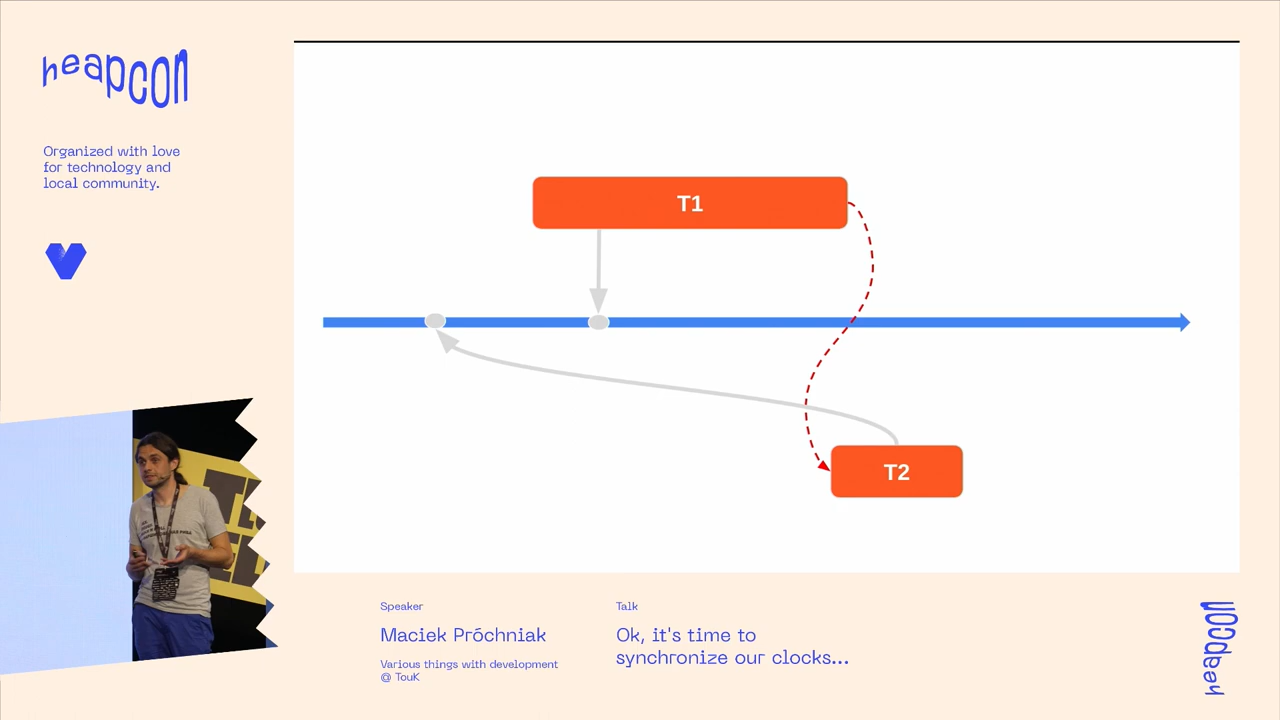 heapcon
Organized with love
for technology and
local community.
T1
T2
Speaker
Maciek Próchniak
Various things with development
@ TouK
Talk
Ok, it's time to
synchronize our clocks...
heapcon